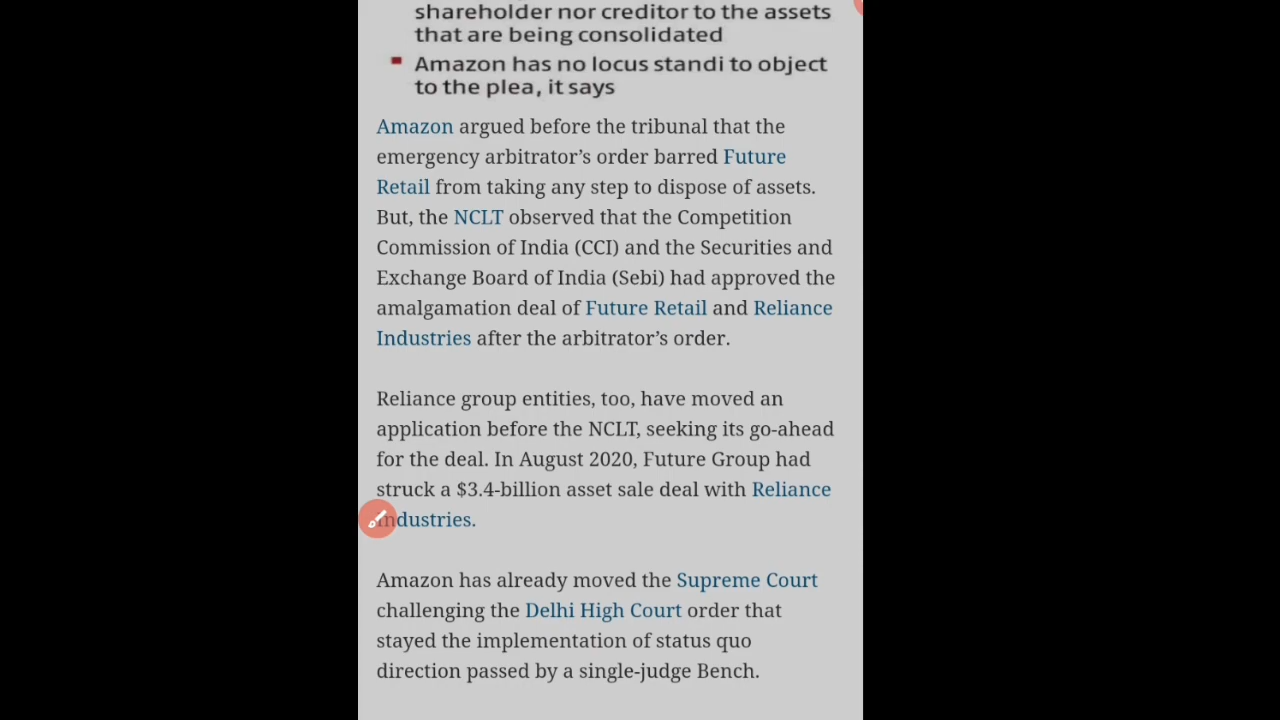 shareholder nor creditor to the assets
that are being consolidated
Amazon has no locus standi to object
to the plea, it says
Amazon argued before the tribunal that the
emergency arbitrator’s order barred Future
Retail from taking any step to dispose of assets.
But, the NCLT observed that the Competition
Commission of India (CCI) and the Securities and
Exchange Board of India (Sebi) had approved the
amalgamation deal of Future Retail and Reliance
Industries after the arbitrator’s order.
Reliance group entities, too, have moved an
application before the NCLT, seeking its go-ahead
for the deal. In August 2020, Future Group had
struck a $3.4-billion asset sale deal with Reliance
Industries.
Amazon has already moved the Supreme Court
challenging the Delhi High Court order that
stayed the implementation of status quo
direction passed by a single-judge Bench.